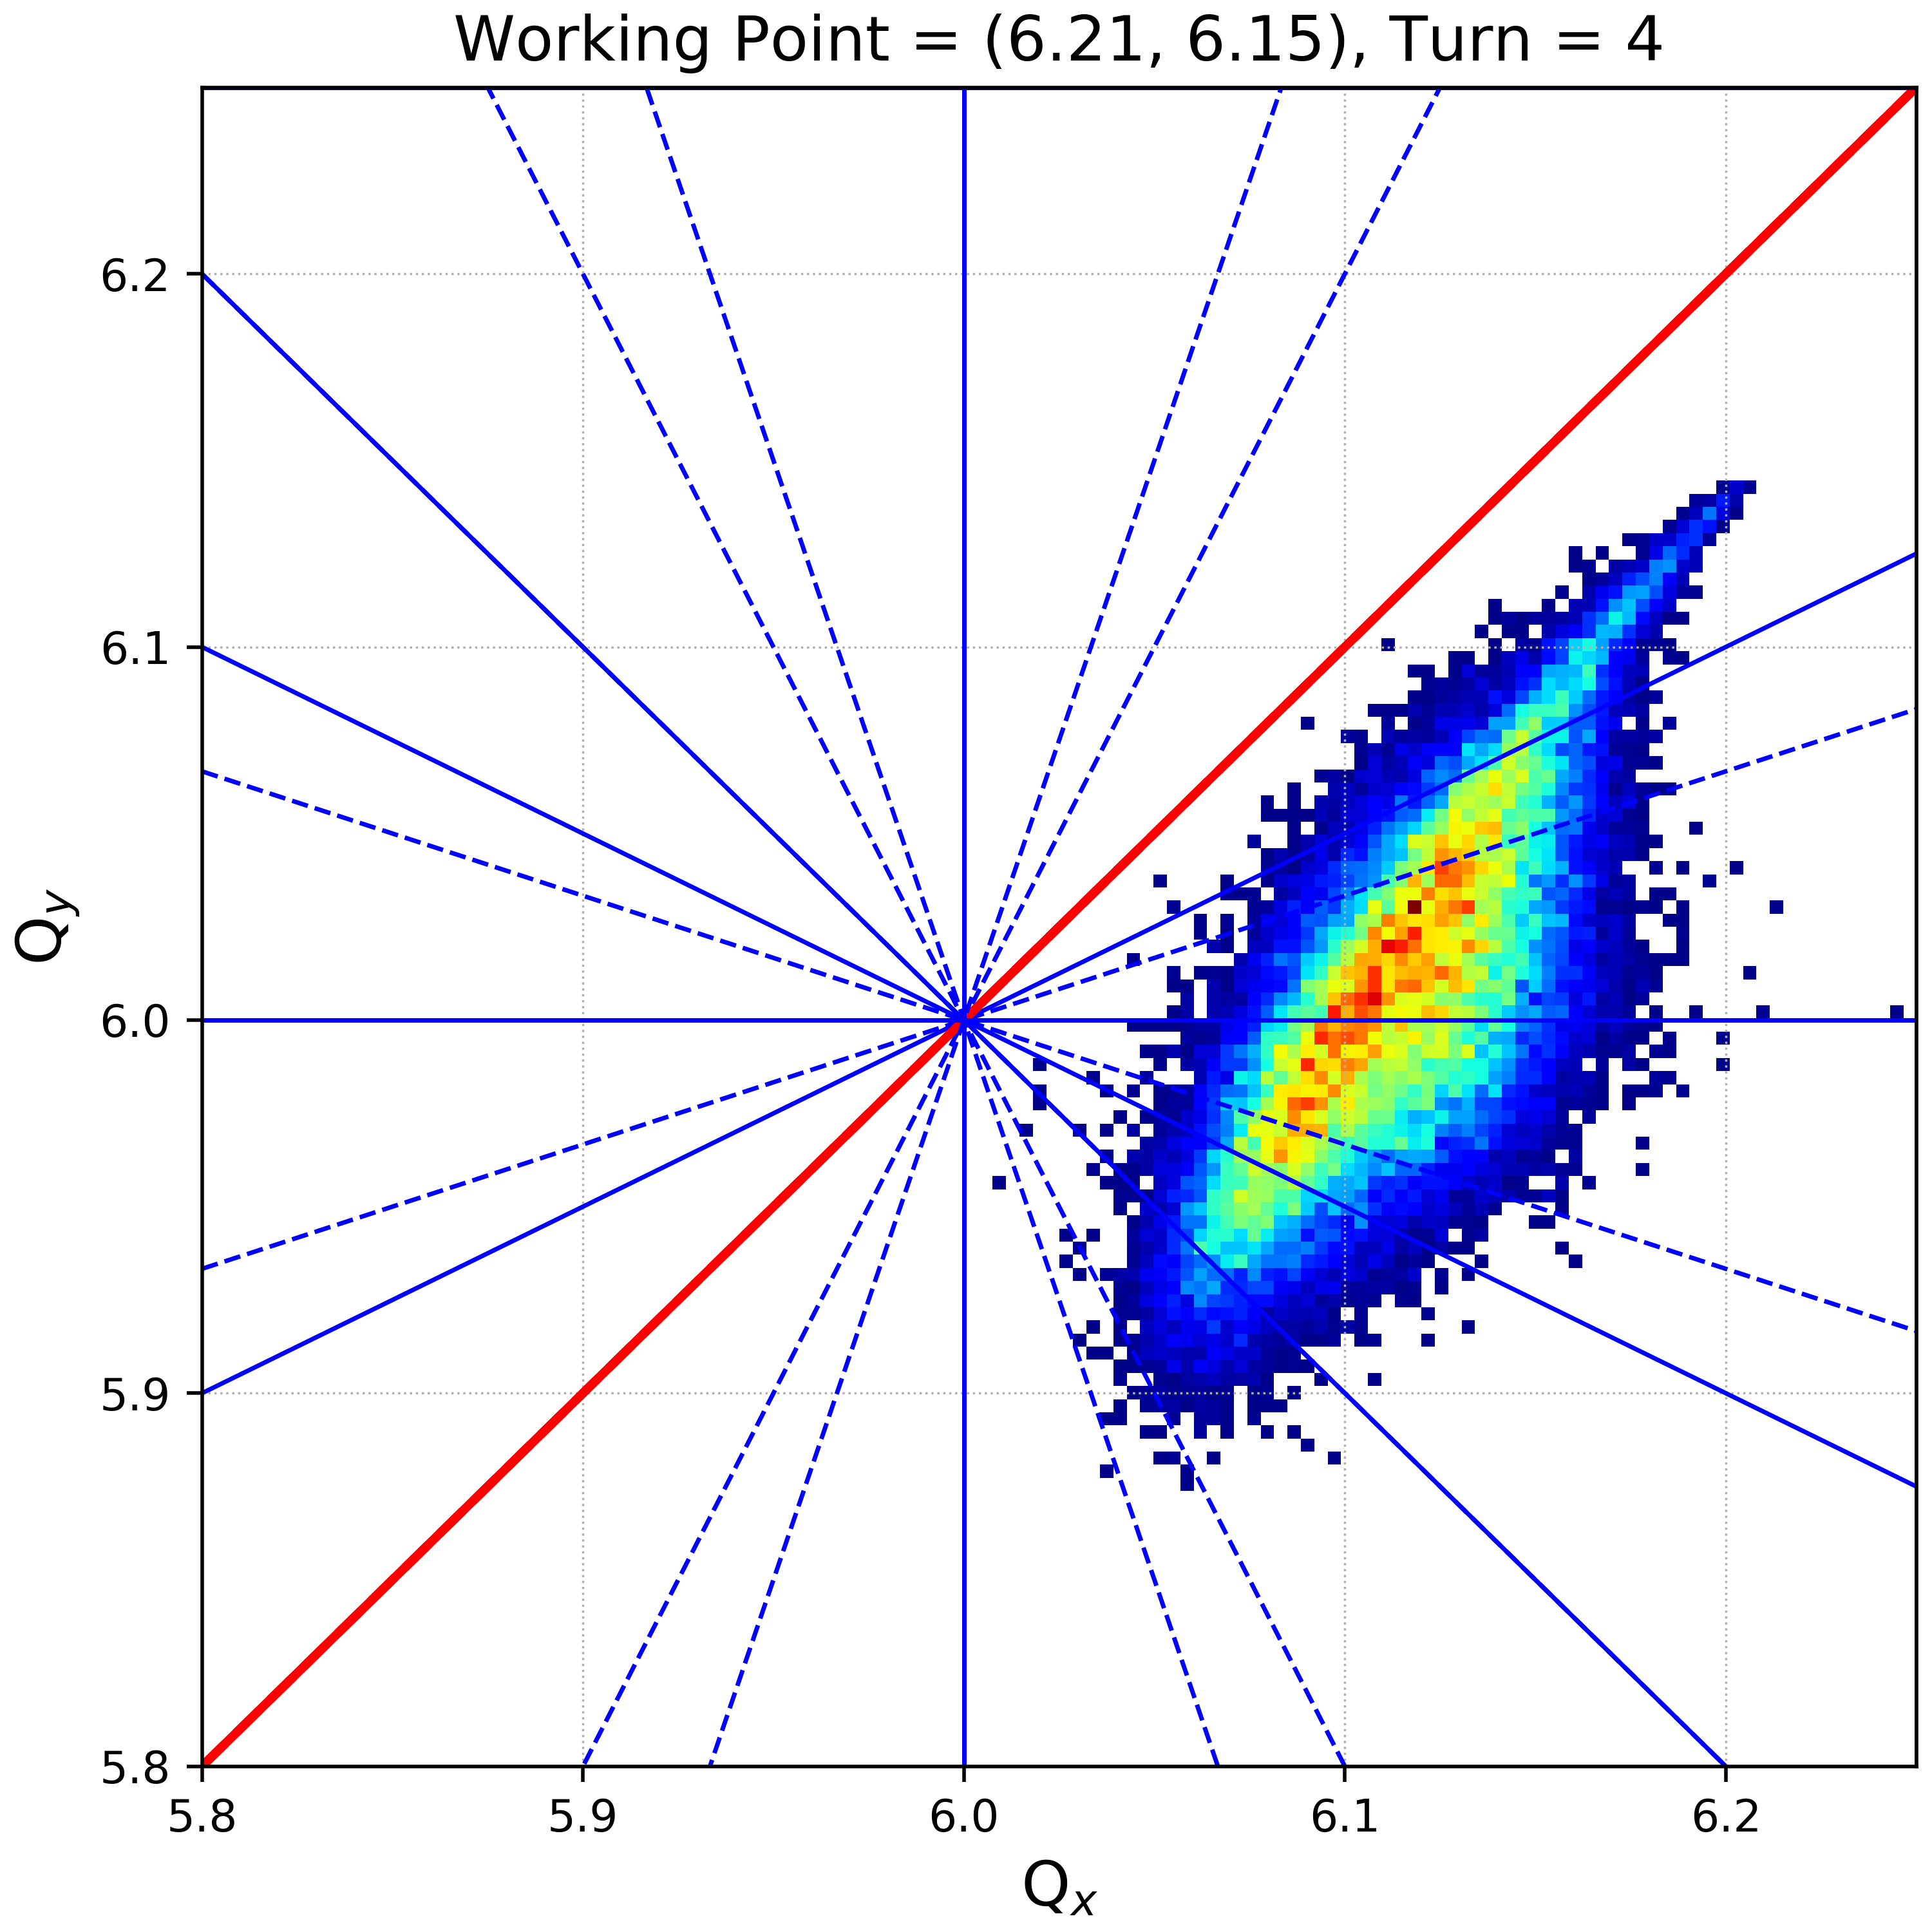 Working Point = (6.21, 6.15), Turn = 4
6.2
6.1
6.0
5.9
5.8
Qy
5.8 5.9 6.0 6.1 6.2
Qx